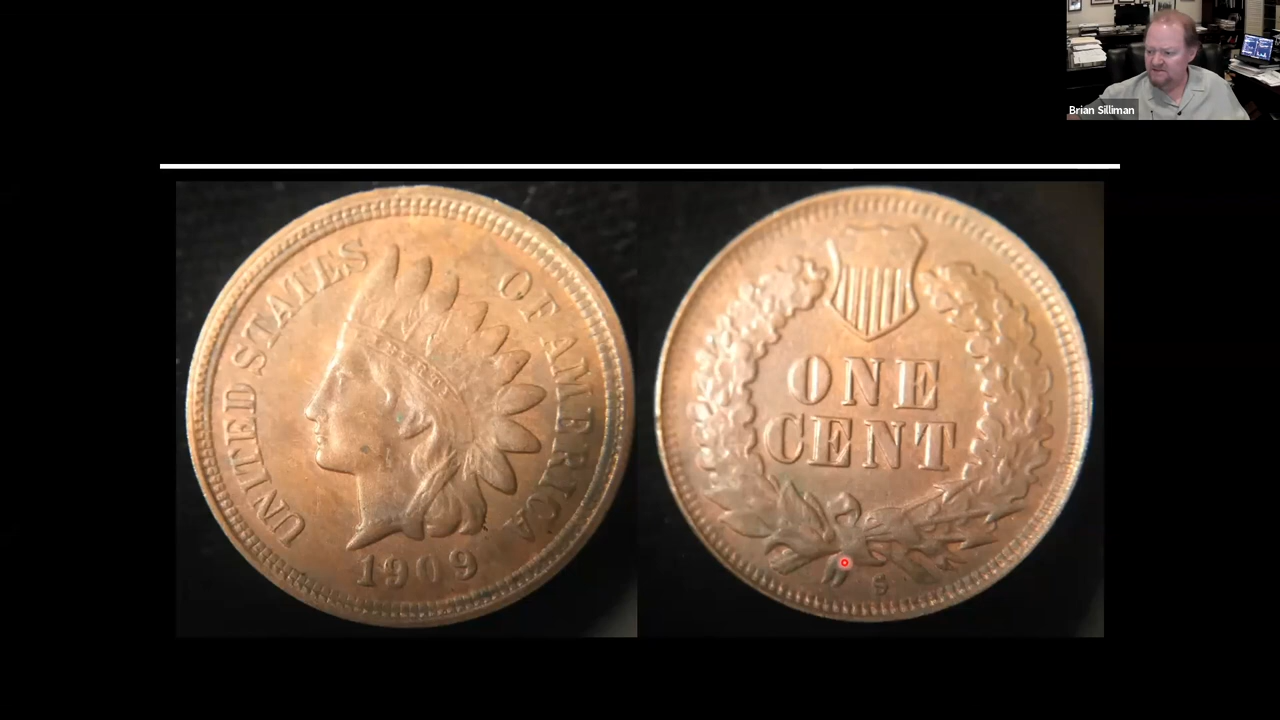 Brian Silliman
UNITED STATES OF AMERICA
LIBERTY
1909
ONE
CENT
S